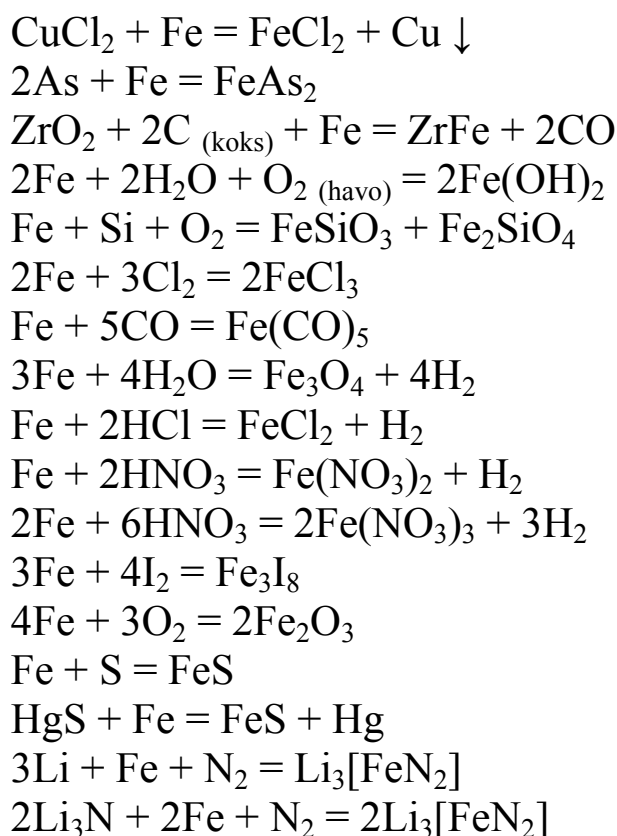 CuCl₂ + Fe = FeCl₂ + Cu ↓
2As + Fe = FeAs₂
ZrO₂ + 2C (koks) + Fe = ZrFe + 2CO
2Fe + 2H₂O + O₂ (havo) = 2Fe(OH)₂
Fe + Si + O₂ = FeSiO₃ + Fe₂SiO₄
2Fe + 3Cl₂ = 2FeCl₃
Fe + 5CO = Fe(CO)₅
3Fe + 4H₂O = Fe₃O₄ + 4H₂
Fe + 2HCl = FeCl₂ + H₂
Fe + 2HNO₃ = Fe(NO₃)₂ + H₂
2Fe + 6HNO₃ = 2Fe(NO₃)₃ + 3H₂
3Fe + 4I₂ = Fe₃I₈
4Fe + 3O₂ = 2Fe₂O₃
Fe + S = FeS
HgS + Fe = FeS + Hg
3Li + Fe + N₂ = Li₃[FeN₂]
2Li₃N + 2Fe + N₂ = 2Li₃[FeN₂]